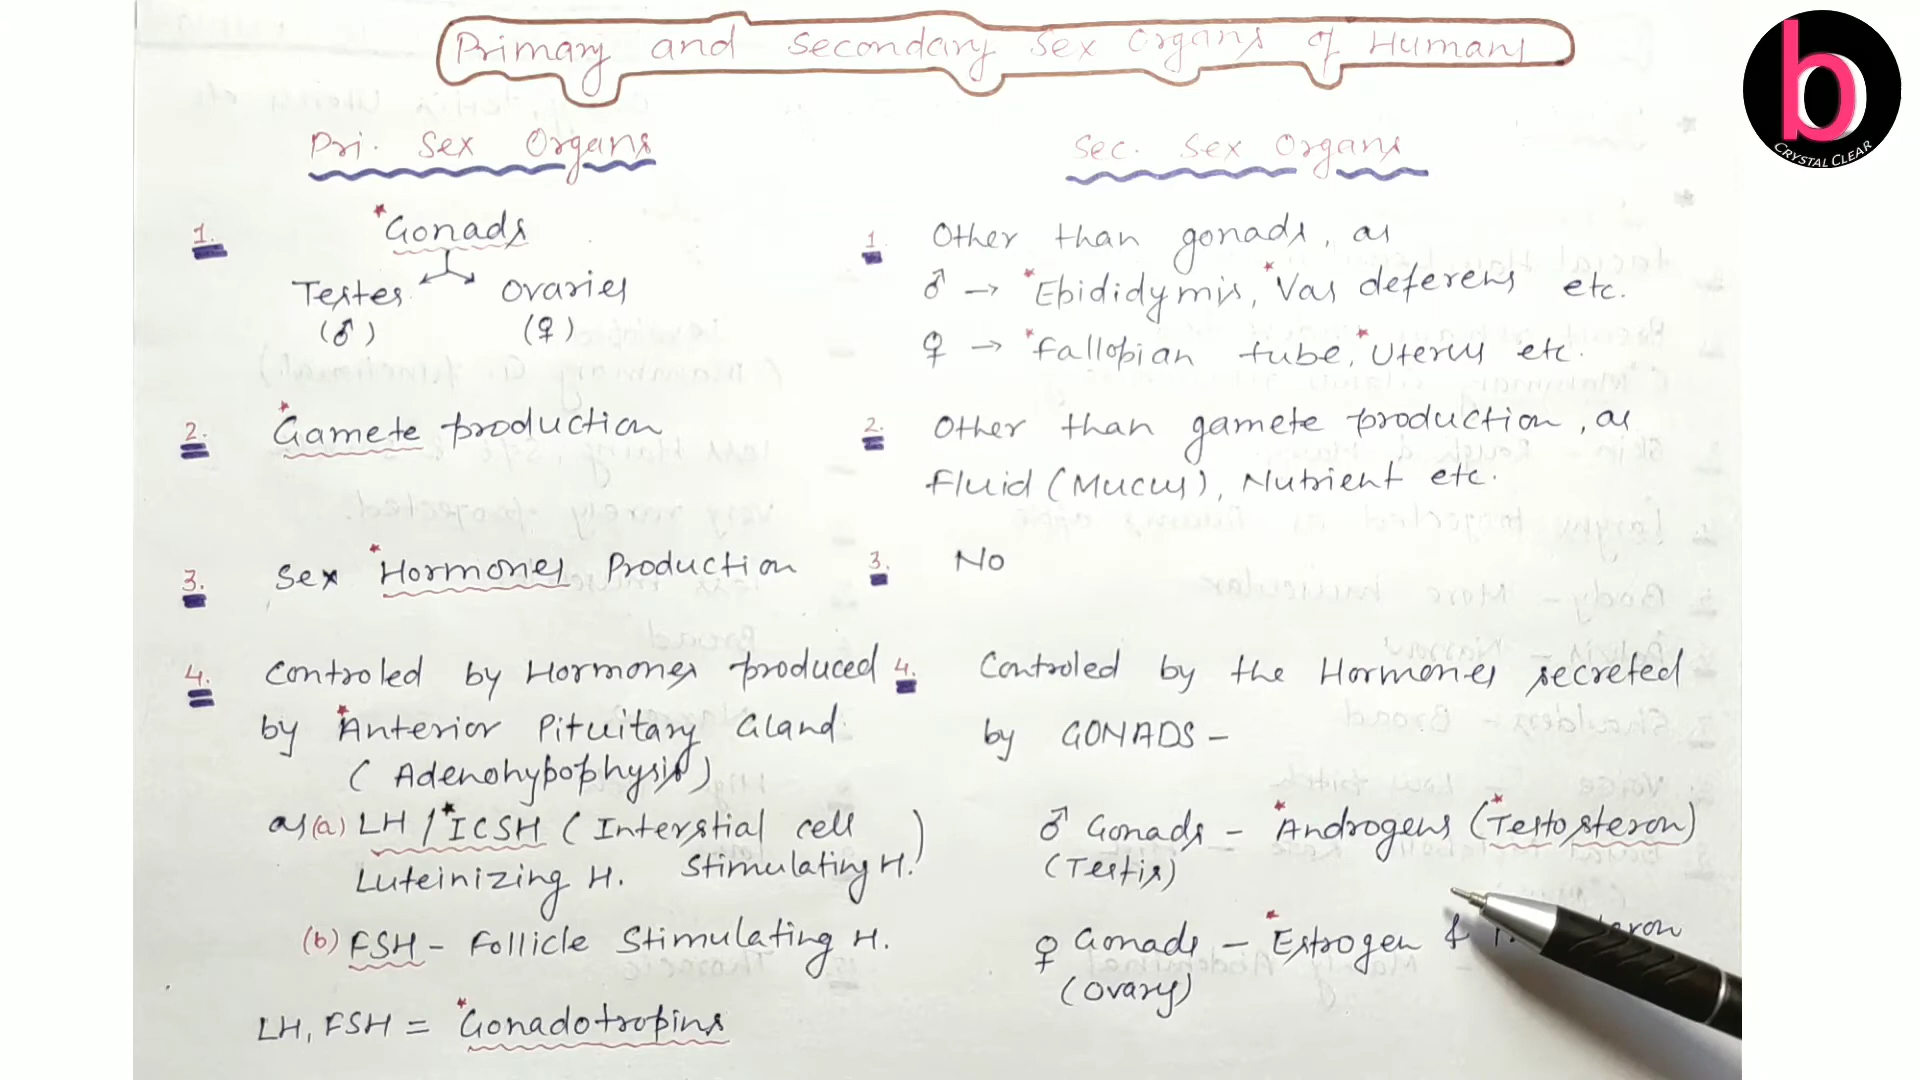 Primary and Secondary Sex Organs of Humans
b
CRYSTAL CLEAR
Pri. Sex Organs
1. *Gonads
Testes Ovaries
(♂) (♀)
2. *Gamete production
3. Sex *Hormones Production
4. Controled by Hormones produced
by *Anterior Pituitary Gland
(Adenohypophysis)
as (a) LH / *ICSH (Interstial cell
Luteinizing H. Stimulating H.)
(b) FSH - Follicle Stimulating H.
LH, FSH = *Gonadotropins
Sec. Sex Organs
1. Other than gonads, as
♂ → *Epididymis, *Vas deferens etc.
♀ → *Fallopian tube, *Uterus etc.
2. Other than gamete production, as
Fluid (Mucus), Nutrient etc.
3. No
4. Controled by the Hormones secreted
by GONADS -
♂ Gonads - *Androgens (*Testosteron)
(Testis)
♀ Gonads - *Estrogen &
(Ovary)